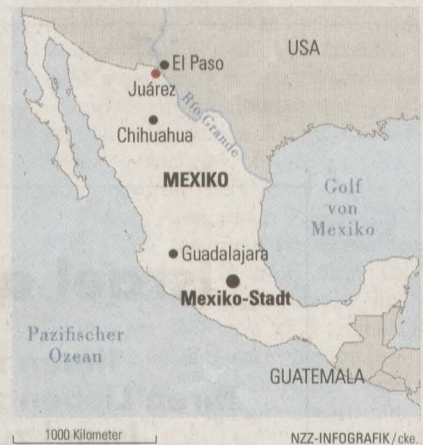 USA
El Paso
Juárez
Río Grande
Chihuahua
MEXIKO
Golf
von
Mexiko
Guadalajara
Mexiko-Stadt
Pazifischer
Ozean
GUATEMALA
1000 Kilometer
NZZ-INFOGRAFIK/cke.